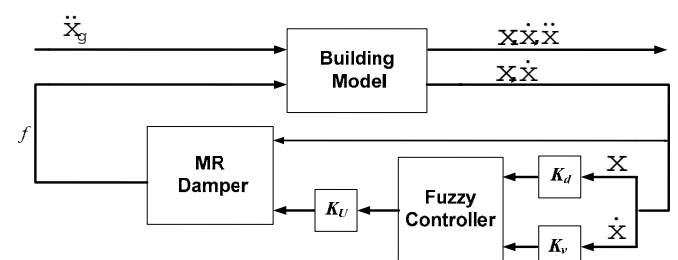 ẍg
Building
Model
x,ẋ,ẍ
x,ẋ
f
MR
Damper
KU
Fuzzy
Controller
Kd
x
Kv
ẋ